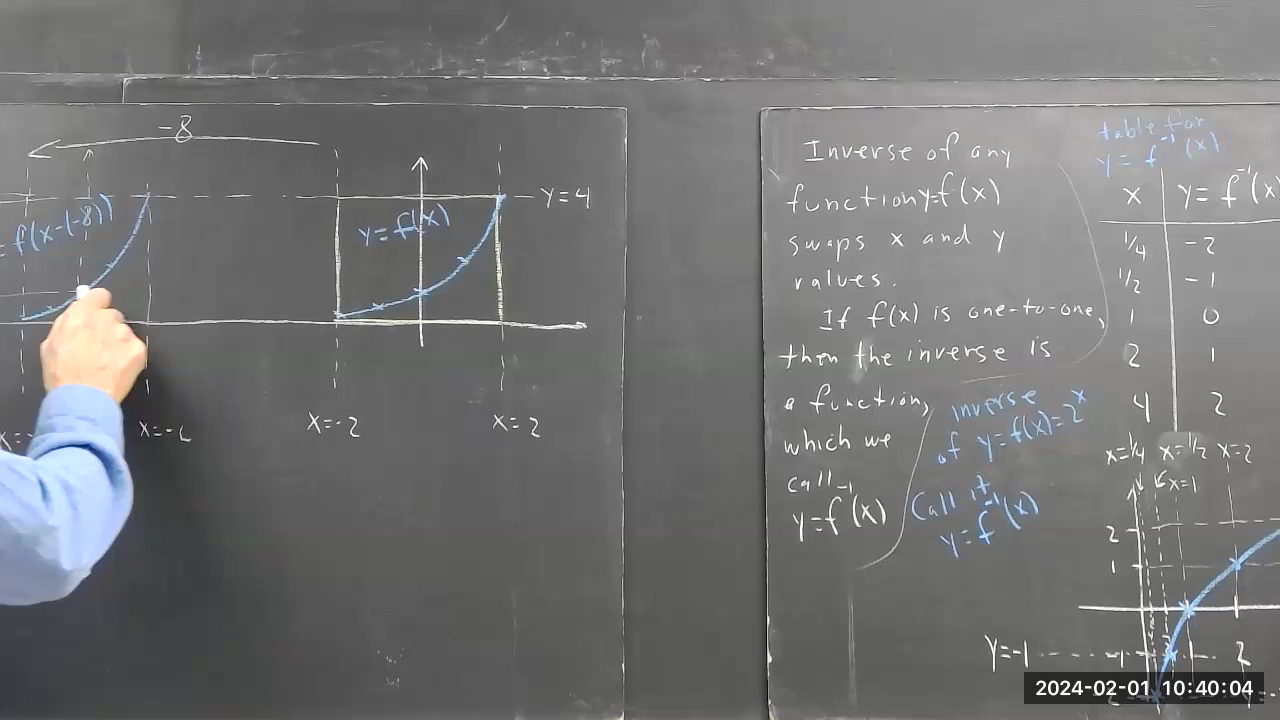 -8
= f(x-(-8))
y=f(x)
y=4
x=-2
x=2
Inverse of any
function y=f(x)
swaps x and y
values.
If f(x) is one-to-one,
then the inverse is
a function,
which we
call
y=f⁻¹(x)
inverse
of y=f(x)=2ˣ
Call it
y=f⁻¹(x)
table for
y=f⁻¹(x)
x y=f⁻¹(x
1/4 -2
1/2 -1
1 0
2 1
4 2
x=1/4 x=1/2 x=2
x=1
2
1
y=-1 -1 2
2024-02-01 10:40:04